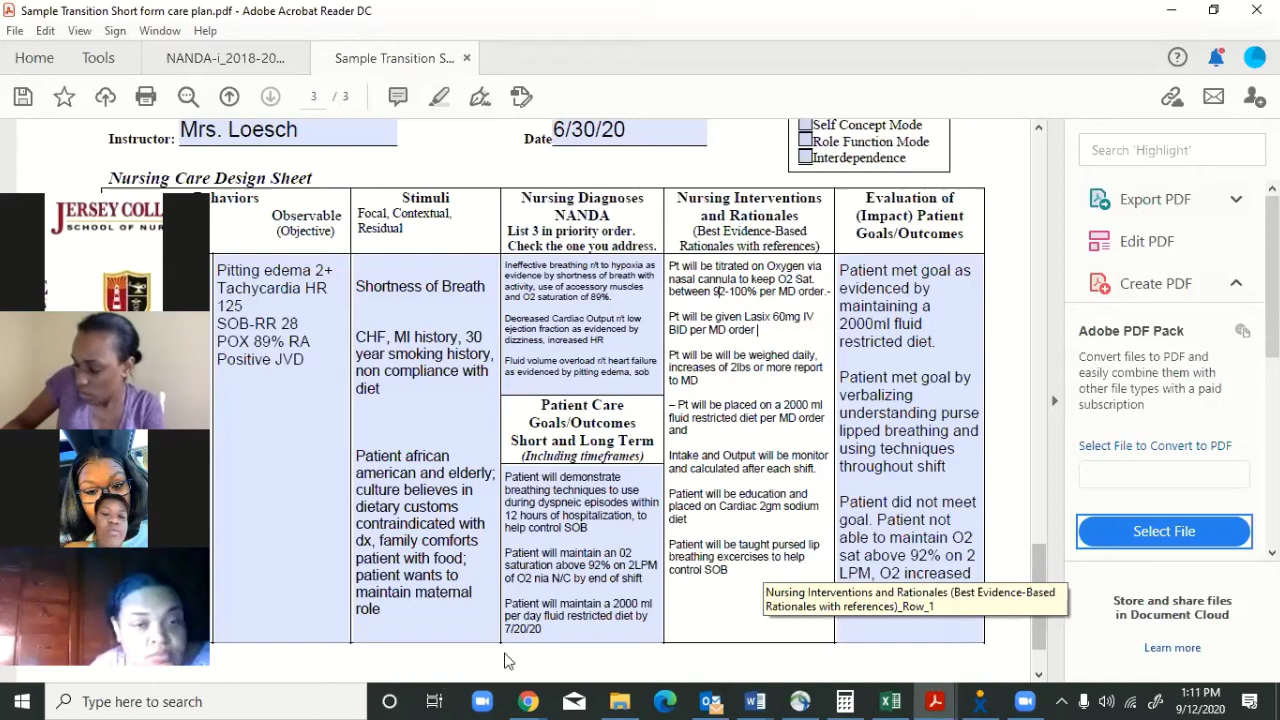 Sample Transition Short form care plan.pdf - Adobe Acrobat Reader DC
File Edit View Sign Window Help
Home Tools NANDA-i_2018-20... Sample Transition S... ×
3 / 3
Instructor: Mrs. Loesch Date 6/30/20
Self Concept Mode
Role Function Mode
Interdependence
Nursing Care Design Sheet
JERSEY COLL
SCHOOL OF NUR
haviors
Observable
(Objective)
Pitting edema 2+
Tachycardia HR
125
SOB-RR 28
POX 89% RA
Positive JVD
Stimuli
Focal, Contextual,
Residual
Shortness of Breath
CHF, MI history, 30
year smoking history,
non compliance with
diet
Patient african
american and elderly;
culture believes in
dietary customs
contraindicated with
dx, family comforts
patient with food;
patient wants to
maintain maternal
role
Nursing Diagnoses
NANDA
List 3 in priority order.
Check the one you address.
Ineffective breathing r/t to hypoxia as
evidence by shortness of breath with
activity, use of accessory muscles
and O2 saturation of 89%.
Decreased Cardiac Output r/t low
ejection fraction as evidenced by
dizziness, increased HR
Fluid volume overload r/t heart failure
as evidenced by pitting edema, sob
Patient Care
Goals/Outcomes
Short and Long Term
(Including timeframes)
Patient will demonstrate
breathing techniques to use
during dyspneic episodes within
12 hours of hospitalization, to
help control SOB
Patient will maintain an 02
saturation above 92% on 2LPM
of O2 nia N/C by end of shift
Patient will maintain a 2000 ml
per day fluid restricted diet by
7/20/20
Nursing Interventions
and Rationales
(Best Evidence-Based
Rationales with references)
Pt will be titrated on Oxygen via
nasal cannula to keep O2 Sat.
between 92-100% per MD order.-
Pt will be given Lasix 60mg IV
BID per MD order
Pt will be will be weighed daily,
increases of 2lbs or more report
to MD
– Pt will be placed on a 2000 ml
fluid restricted diet per MD order
and
Intake and Output will be monitor
and calculated after each shift.
Patient will be education and
placed on Cardiac 2gm sodium
diet
Patient will be taught pursed lip
breathing excercises to help
control SOB
Nursing Interventions and Rationales (Best Evidence-Based
Rationales with references)_Row_1
Evaluation of
(Impact) Patient
Goals/Outcomes
Patient met goal as
evidenced by
maintaining a
2000ml fluid
restricted diet.
Patient met goal by
verbalizing
understanding purse
lipped breathing and
using techniques
throughout shift
Patient did not meet
goal. Patient not
able to maintain O2
sat above 92% on 2
LPM, O2 increased
Search 'Highlight'
Export PDF
Edit PDF
Create PDF
Adobe PDF Pack
Convert files to PDF and
easily combine them with
other file types with a paid
subscription
Select File to Convert to PDF
Select File
Store and share files
in Document Cloud
Learn more
Type here to search
1:11 PM
9/12/2020